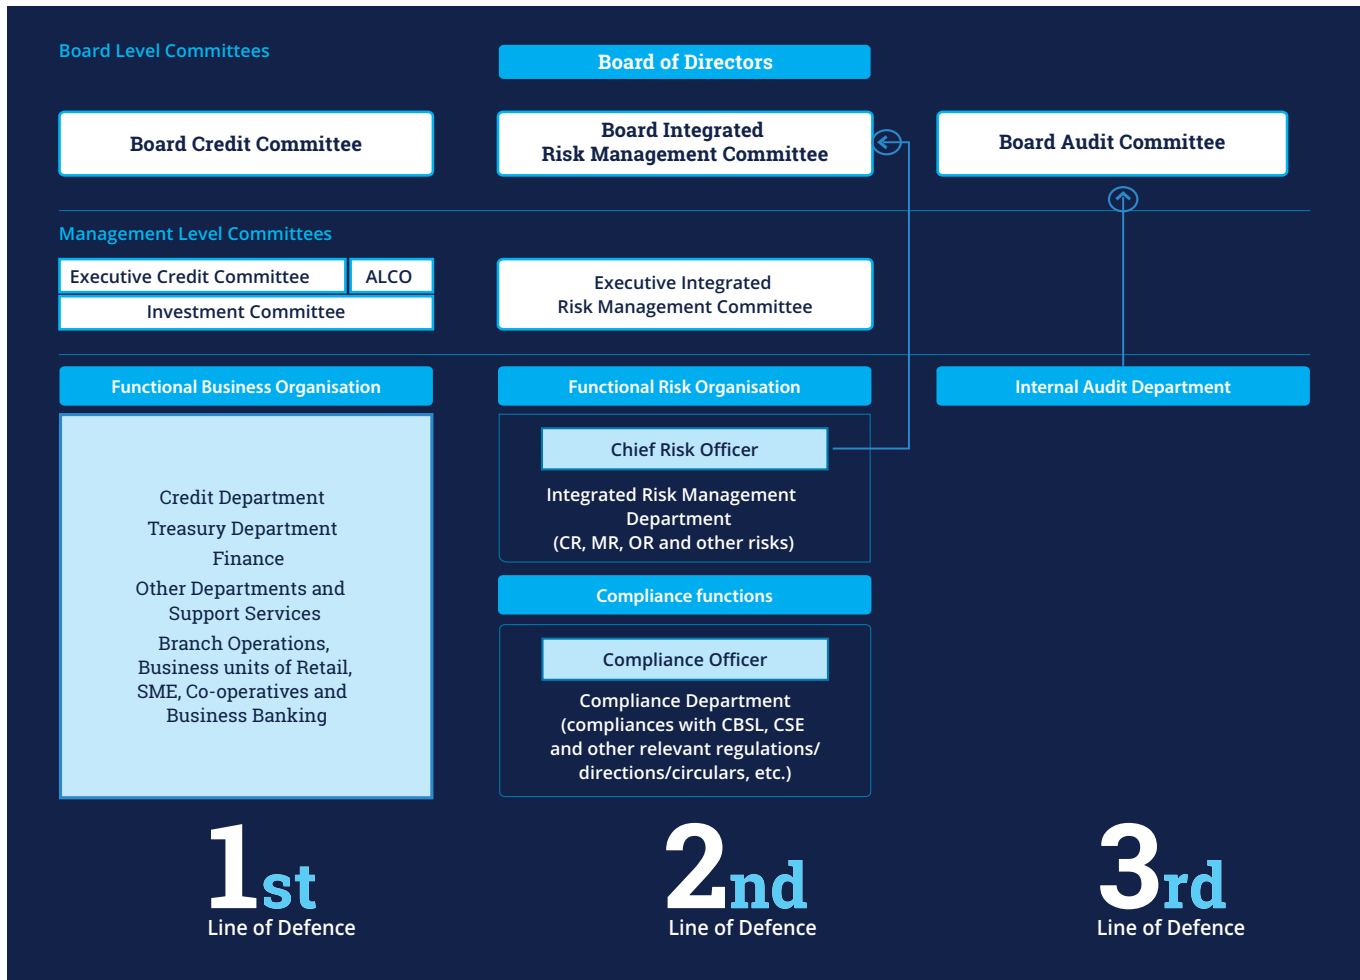 Board Level Committees
Board of Directors
Board Credit Committee
Board Integrated
Risk Management Committee
Board Audit Committee
Management Level Committees
Executive Credit Committee
ALCO
Investment Committee
Executive Integrated
Risk Management Committee
Functional Business Organisation
Credit Department
Treasury Department
Finance
Other Departments and
Support Services
Branch Operations,
Business units of Retail,
SME, Co-operatives and
Business Banking
Functional Risk Organisation
Chief Risk Officer
Integrated Risk Management
Department
(CR, MR, OR and other risks)
Compliance functions
Compliance Officer
Compliance Department
(compliances with CBSL, CSE
and other relevant regulations/
directions/circulars, etc.)
Internal Audit Department
1st
Line of Defence
2nd
Line of Defence
3rd
Line of Defence